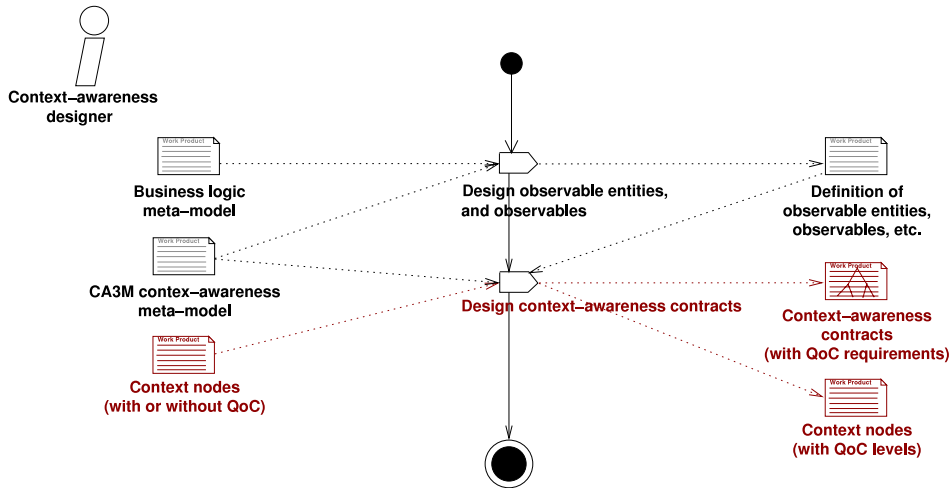 Context–awareness
designer
Work Product
Business logic
meta–model
Design observable entities,
and observables
Work Product
Definition of
observable entities,
observables, etc.
Work Product
CA3M contex–awareness
meta–model
Design context–awareness contracts
Work Product
Context–awareness
contracts
(with QoC requirements)
Work Product
Context nodes
(with or without QoC)
Work Product
Context nodes
(with QoC levels)